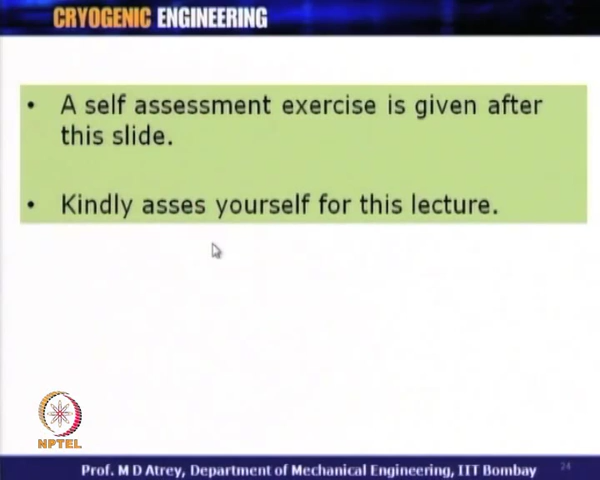 CRYOGENIC ENGINEERING
• A self assessment exercise is given after
this slide.
• Kindly asses yourself for this lecture.
NPTEL
Prof. M D Atrey, Department of Mechanical Engineering, IIT Bombay
24